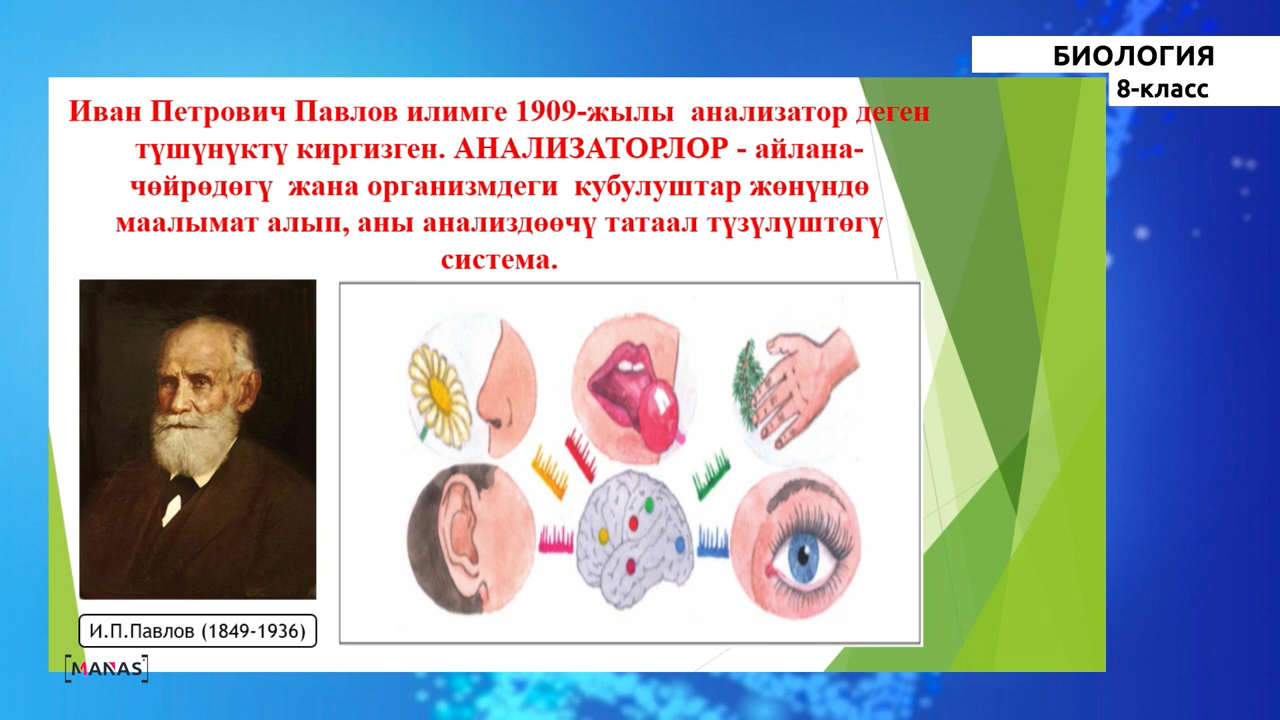 БИОЛОГИЯ
8-класс
Иван Петрович Павлов илимге 1909-жылы анализатор деген
түшүнүктү киргизген. АНАЛИЗАТОРЛОР - айлана-
чөйрөдөгү жана организмдеги кубулуштар жөнүндө
маалымат алып, аны анализдөөчү татаал түзүлүштөгү
система.
И.П.Павлов (1849-1936)
MANAS